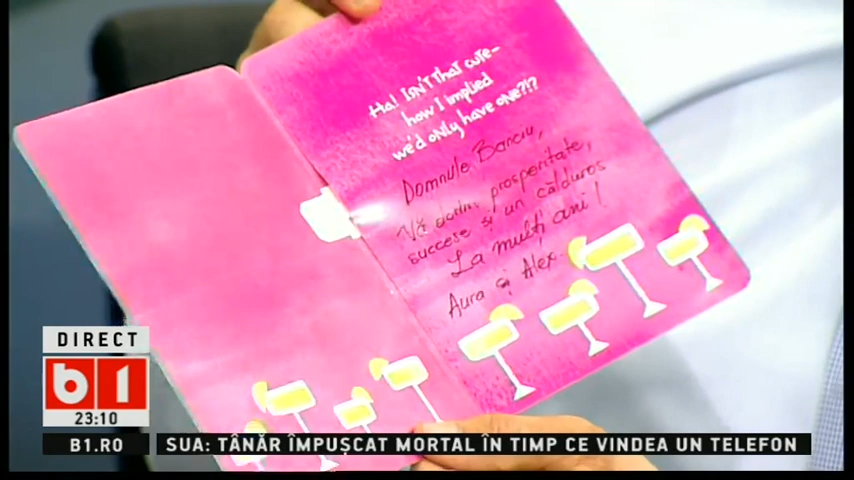 Ha! ISN'T That cute-
how I implied
we'd only have one?!?
Domnule Banciu,
Vă dorim prosperitate,
succese și un călduros
La mulți ani!
Aura și Alex
DIRECT
b1
23:10
B1.RO
SUA: TÂNĂR ÎMPUȘCAT MORTAL ÎN TIMP CE VINDEA UN TELEFON